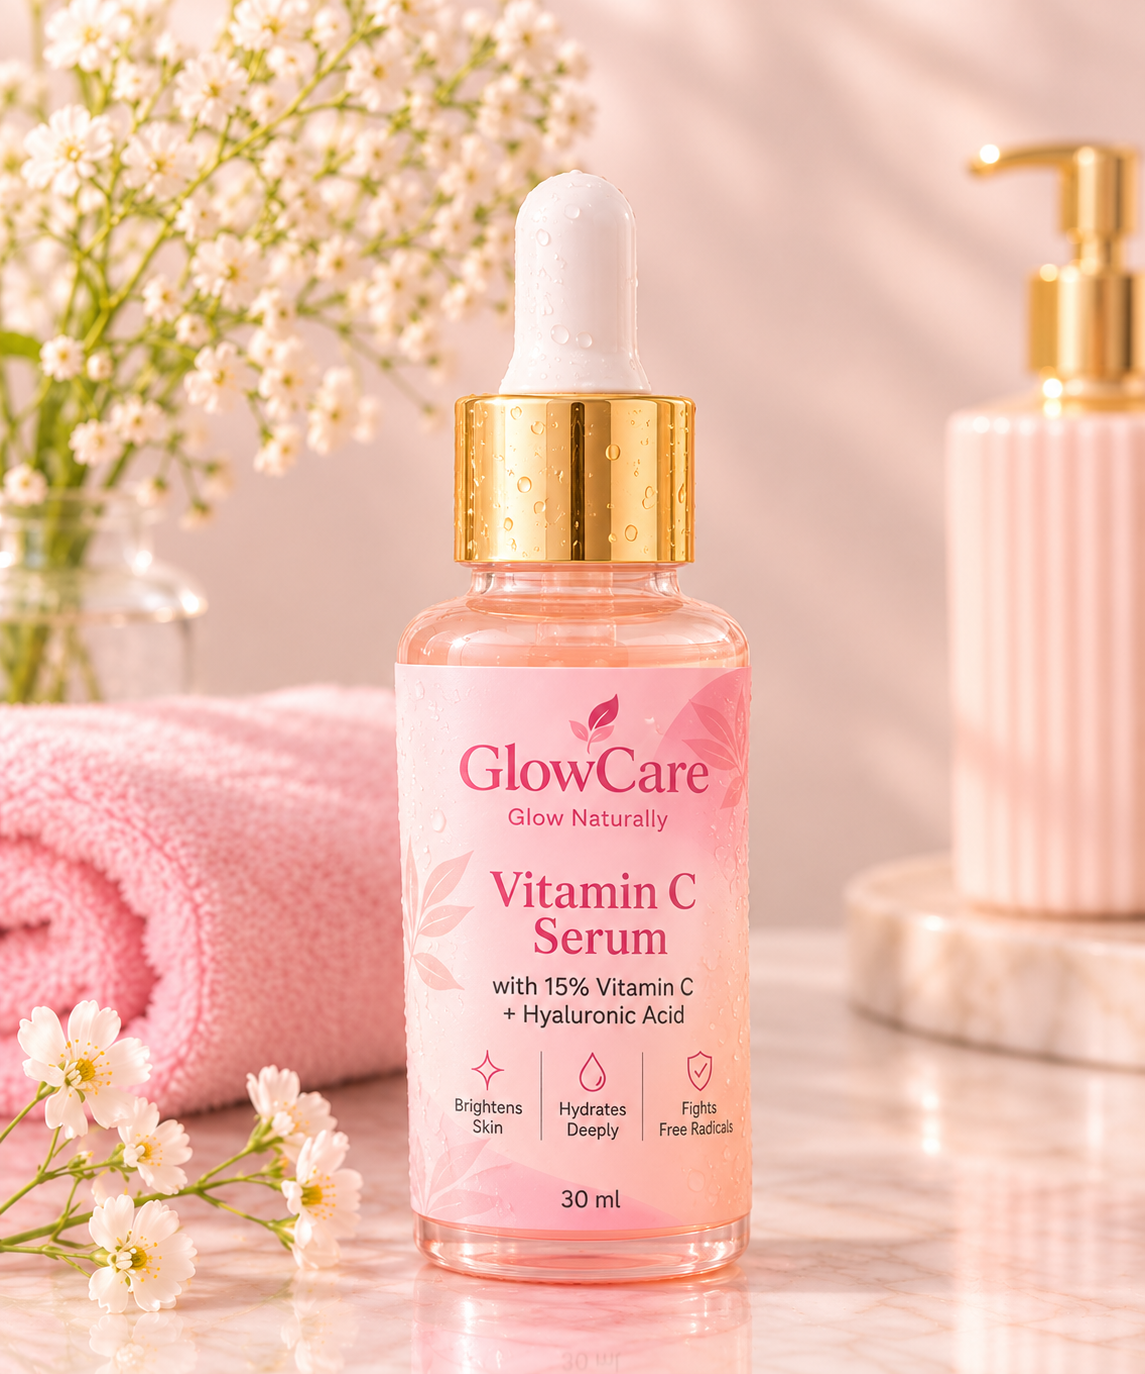 GlowCare
Glow Naturally
Vitamin C
Serum
with 15% Vitamin C
+ Hyaluronic Acid
Brightens
Skin
Hydrates
Deeply
Fights
Free Radicals
30 ml